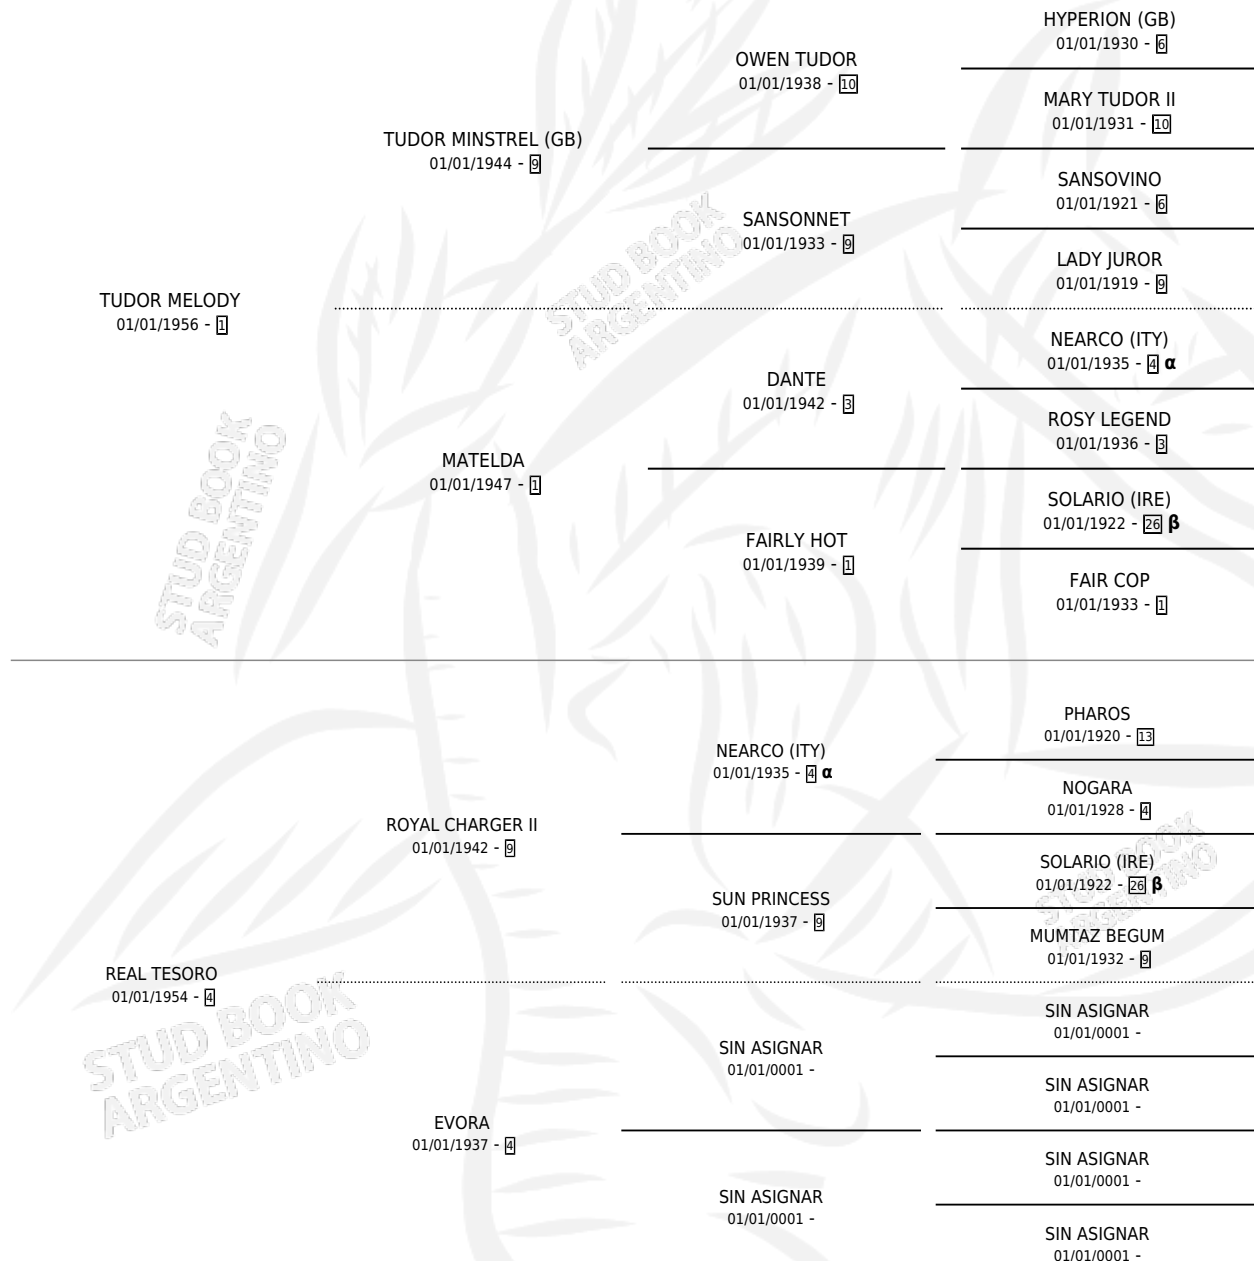 HYPERION (GB)
01/01/1930 - 6
OWEN TUDOR
01/01/1938 - 10
MARY TUDOR II
01/01/1931 - 10
TUDOR MINSTREL (GB)
01/01/1944 - 9
SANSOVINO
01/01/1921 - 6
SANSONNET
01/01/1933 - 9
LADY JUROR
01/01/1919 - 9
TUDOR MELODY
01/01/1956 - 1
NEARCO (ITY)
01/01/1935 - 4 α
DANTE
01/01/1942 - 3
ROSY LEGEND
01/01/1936 - 3
MATELDA
01/01/1947 - 1
SOLARIO (IRE)
01/01/1922 - 26 β
FAIRLY HOT
01/01/1939 - 1
FAIR COP
01/01/1933 - 1
PHAROS
01/01/1920 - 13
NEARCO (ITY)
01/01/1935 - 4 α
NOGARA
01/01/1928 - 4
ROYAL CHARGER II
01/01/1942 - 9
SOLARIO (IRE)
01/01/1922 - 26 β
SUN PRINCESS
01/01/1937 - 9
MUMTAZ BEGUM
01/01/1932 - 9
REAL TESORO
01/01/1954 - 4
SIN ASIGNAR
01/01/0001 -
SIN ASIGNAR
01/01/0001 -
SIN ASIGNAR
01/01/0001 -
EVORA
01/01/1937 - 4
SIN ASIGNAR
01/01/0001 -
SIN ASIGNAR
01/01/0001 -
SIN ASIGNAR
01/01/0001 -
STUD BOOK
ARGENTINO
STUD BOOK
ARGENTINO
STUD BOOK
ARGENTINO
STUD BOOK
ARGENTINO